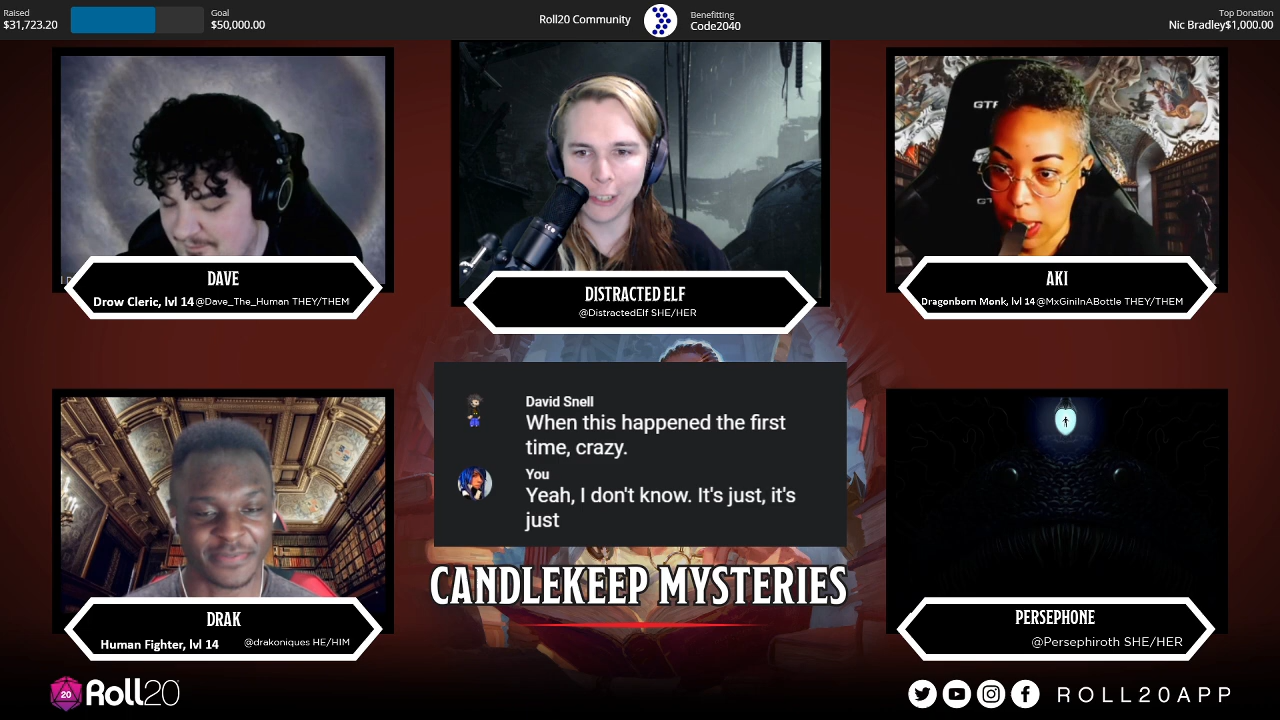 Raised
$31,723.20
Goal
$50,000.00
Roll20 Community
Benefitting
Code2040
Top Donation
Nic Bradley$1,000.00
DAVE
Drow Cleric, lvl 14 @Dave_The_Human THEY/THEM
DISTRACTED ELF
@DistractedElf SHE/HER
AKI
Dragonborn Monk, lvl 14 @MxGiniInABottle THEY/THEM
David Snell
When this happened the first
time, crazy.
You
Yeah, I don't know. It's just, it's
just
CANDLEKEEP MYSTERIES
DRAK
Human Fighter, lvl 14 @drakoniques HE/HIM
PERSEPHONE
@Persephiroth SHE/HER
20 Roll20
ROLL20APP